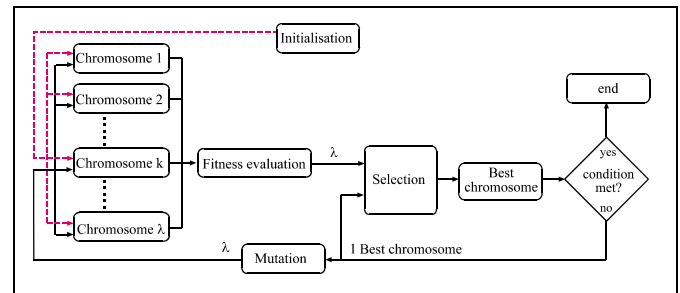 Initialisation
Chromosome 1
Chromosome 2
Chromosome k
Chromosome λ
Fitness evaluation
λ
Selection
Best
chromosome
end
yes
condition
met?
no
1 Best chromosome
λ
Mutation